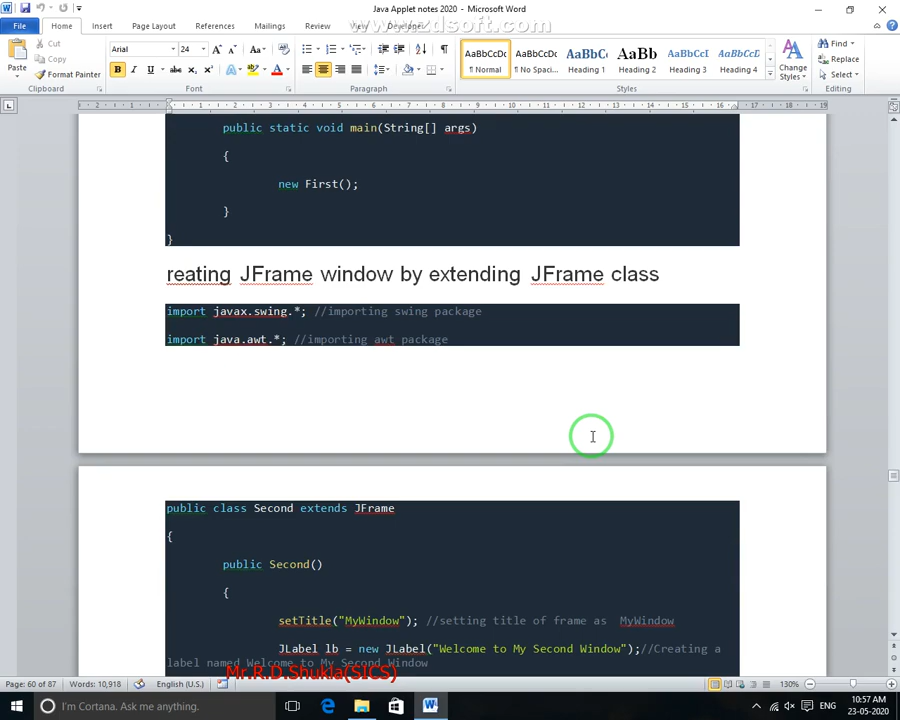 Java Applet notes 2020 - Microsoft Word
www.zdsoft.com
File Home Insert Page Layout References Mailings Review View Developer
Cut
Copy
Format Painter
Paste
Clipboard
Arial 24
Font
Paragraph
AaBbCcDc AaBbCcDc AaBbCc AaBb AaBbCcI AaBbCcL
¶ Normal ¶ No Spaci... Heading 1 Heading 2 Heading 3 Heading 4
Styles
Change
Styles
Find
Replace
Select
Editing
public static void main(String[] args)
{
new First();
}
}
reating JFrame window by extending JFrame class
import javax.swing.*; //importing swing package
import java.awt.*; //importing awt package
public class Second extends JFrame
{
public Second()
{
setTitle("MyWindow"); //setting title of frame as MyWindow
JLabel lb = new JLabel("Welcome to My Second Window");//Creating a
label named Welcome to My Second Window
Mr.R.D.Shukla(SICS)
Page: 60 of 87 Words: 10,918 English (U.S.) 130%
I'm Cortana. Ask me anything.
10:57 AM
23-05-2020